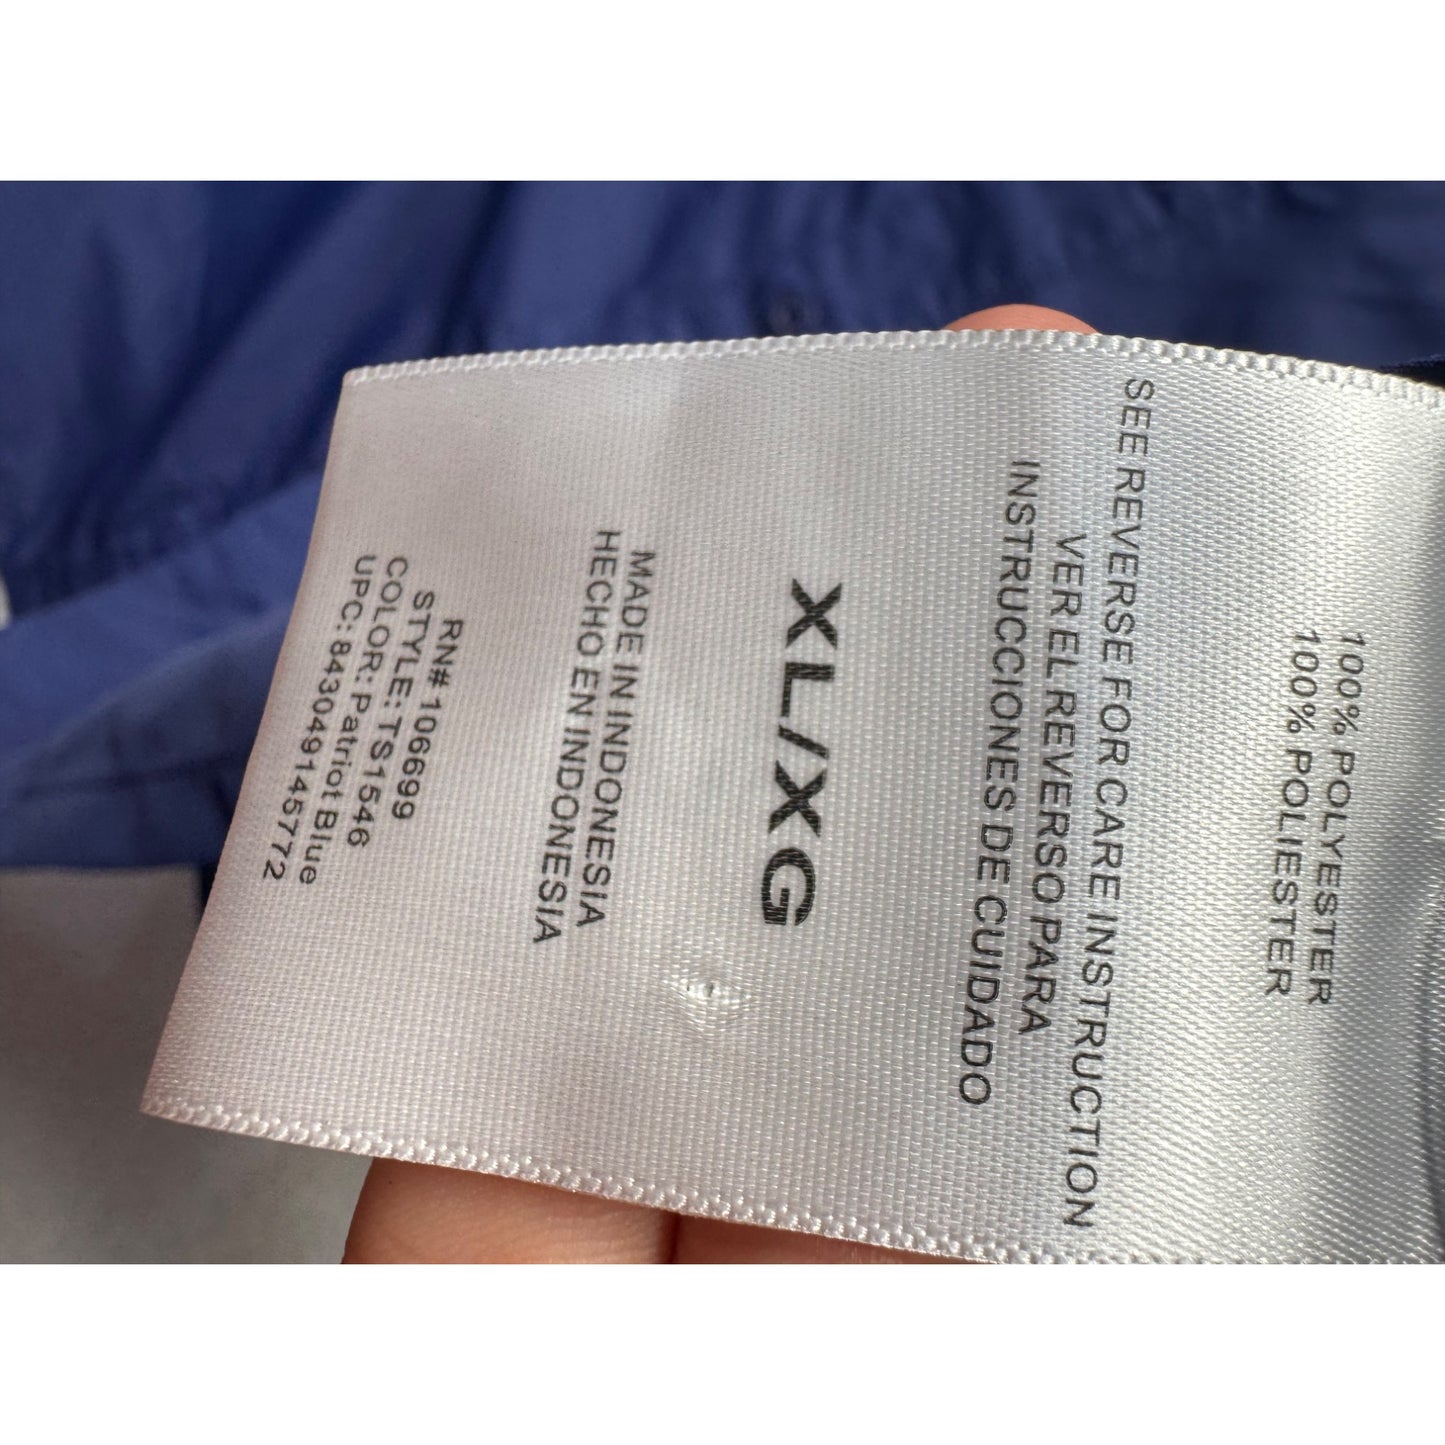 100% POLYESTER
100% POLIESTER
SEE REVERSE FOR CARE INSTRUCTION
VER EL REVERSO PARA
INSTRUCCIONES DE CUIDADO
XL/XG
MADE IN INDONESIA
HECHO EN INDONESIA
RN# 106699
STYLE: TS1546
COLOR: Patriot Blue
UPC: 843049145772